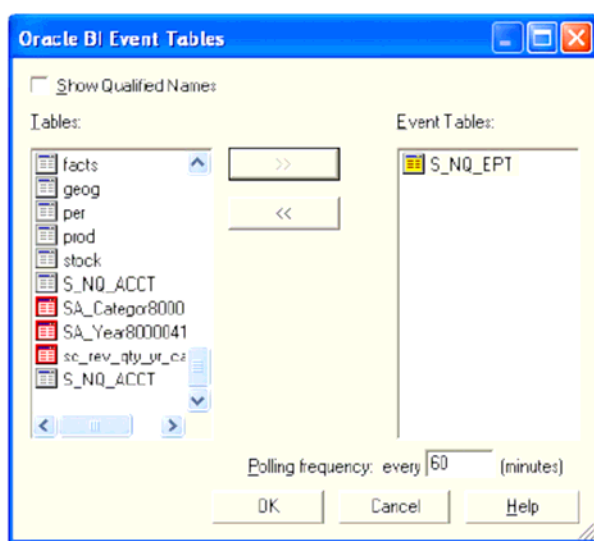 Oracle BI Event Tables
Show Qualified Names
Tables:
Event Tables:
facts
geog
per
prod
stock
S_NQ_ACCT
SA_Categor8000
SA_Year8000041
sc_rev_qty_yr_ca
S_NQ_ACCT
>>
<<
S_NQ_EPT
Polling frequency: every 60 (minutes)
OK Cancel Help